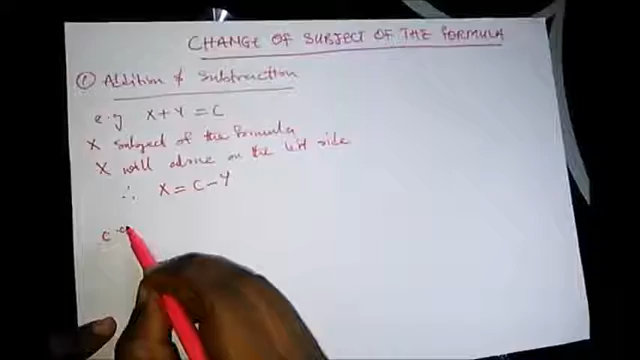 CHANGE OF SUBJECT OF THE FORMULA
① Addition & Subtraction
e.g X + Y = C
X subject of the formula
X will alone on the left side
∴ X = C - Y